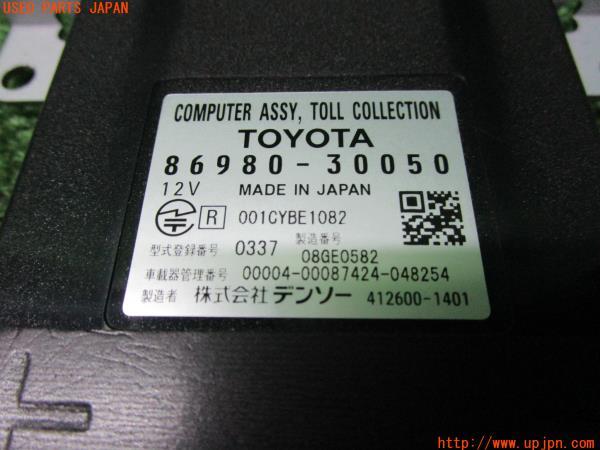 USED PARTS JAPAN
COMPUTER ASSY, TOLL COLLECTION
TOYOTA
86980-30050
12V MADE IN JAPAN
R 001CYBE1082
型式登録番号 0337 製造番号 08GE0582
車載器管理番号 00004-00087424-048254
製造者 株式会社デンソー 412600-1401
http://www.upjpn.com